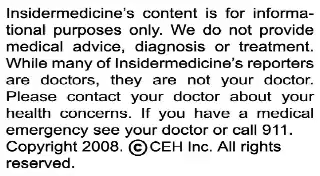 Insidermedicine's content is for informa-
tional purposes only. We do not provide
medical advice, diagnosis or treatment.
While many of Insidermedicine's reporters
are doctors, they are not your doctor.
Please contact your doctor about your
health concerns. If you have a medical
emergency see your doctor or call 911.
Copyright 2008. ©CEH Inc. All rights
reserved.